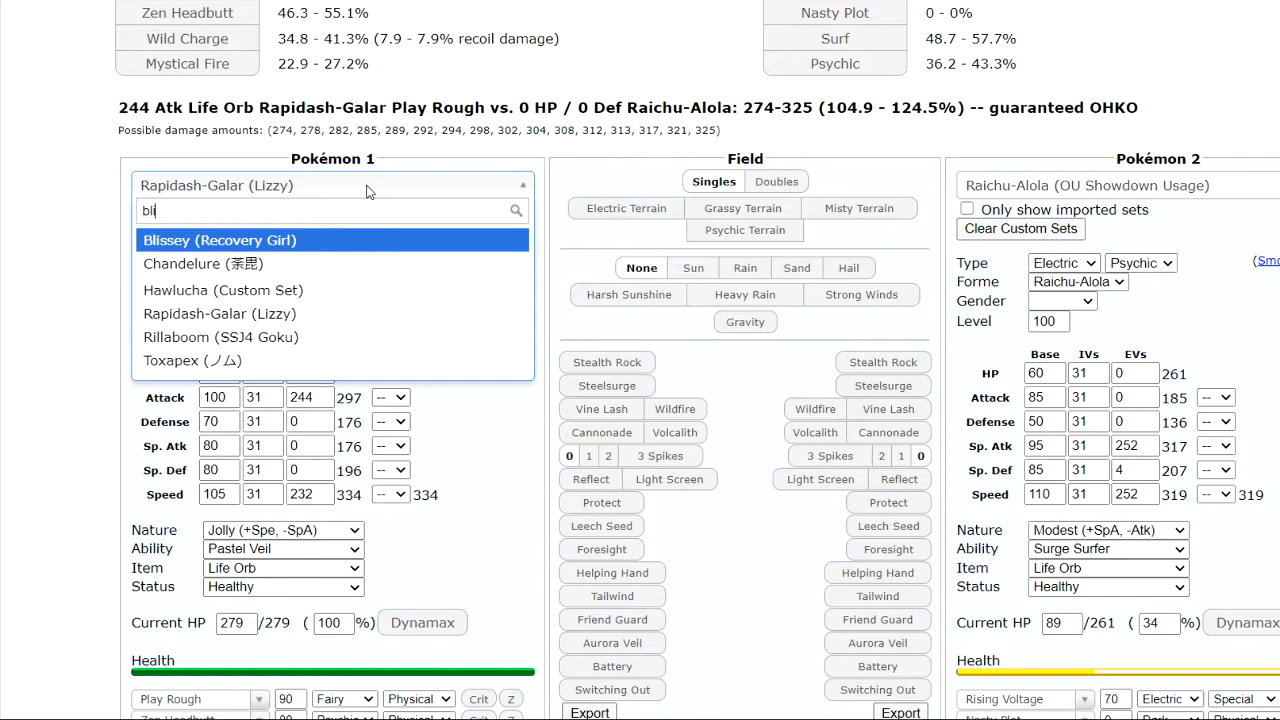 Zen Headbutt 46.3 - 55.1% Nasty Plot 0 - 0%
Wild Charge 34.8 - 41.3% (7.9 - 7.9% recoil damage) Surf 48.7 - 57.7%
Mystical Fire 22.9 - 27.2% Psychic 36.2 - 43.3%
244 Atk Life Orb Rapidash-Galar Play Rough vs. 0 HP / 0 Def Raichu-Alola: 274-325 (104.9 - 124.5%) -- guaranteed OHKO
Possible damage amounts: (274, 278, 282, 285, 289, 292, 294, 298, 302, 304, 308, 312, 313, 317, 321, 325)
Pokémon 1
Rapidash-Galar (Lizzy)
bli
Blissey (Recovery Girl)
Chandelure (荼毘)
Hawlucha (Custom Set)
Rapidash-Galar (Lizzy)
Rillaboom (SSJ4 Goku)
Toxapex (ノム)
Attack 100 31 244 297 --
Defense 70 31 0 176 --
Sp. Atk 80 31 0 176 --
Sp. Def 80 31 0 196 --
Speed 105 31 232 334 -- 334
Nature Jolly (+Spe, -SpA)
Ability Pastel Veil
Item Life Orb
Status Healthy
Current HP 279 /279 ( 100 %) Dynamax
Health
Play Rough 90 Fairy Physical Crit Z
Field
Singles Doubles
Electric Terrain Grassy Terrain Misty Terrain
Psychic Terrain
None Sun Rain Sand Hail
Harsh Sunshine Heavy Rain Strong Winds
Gravity
Stealth Rock Stealth Rock
Steelsurge Steelsurge
Vine Lash Wildfire Wildfire Vine Lash
Cannonade Volcalith Volcalith Cannonade
0 1 2 3 Spikes 3 Spikes 2 1 0
Reflect Light Screen Light Screen Reflect
Protect Protect
Leech Seed Leech Seed
Foresight Foresight
Helping Hand Helping Hand
Tailwind Tailwind
Friend Guard Friend Guard
Aurora Veil Aurora Veil
Battery Battery
Switching Out Switching Out
Export Export
Pokémon 2
Raichu-Alola (OU Showdown Usage)
Only show imported sets
Clear Custom Sets
Type Electric Psychic (Smo
Forme Raichu-Alola
Gender
Level 100
Base IVs EVs
HP 60 31 0 261
Attack 85 31 0 185 --
Defense 50 31 0 136 --
Sp. Atk 95 31 252 317 --
Sp. Def 85 31 4 207 --
Speed 110 31 252 319 -- 319
Nature Modest (+SpA, -Atk)
Ability Surge Surfer
Item Life Orb
Status Healthy
Current HP 89 /261 ( 34 %) Dynamax
Health
Rising Voltage 70 Electric Special